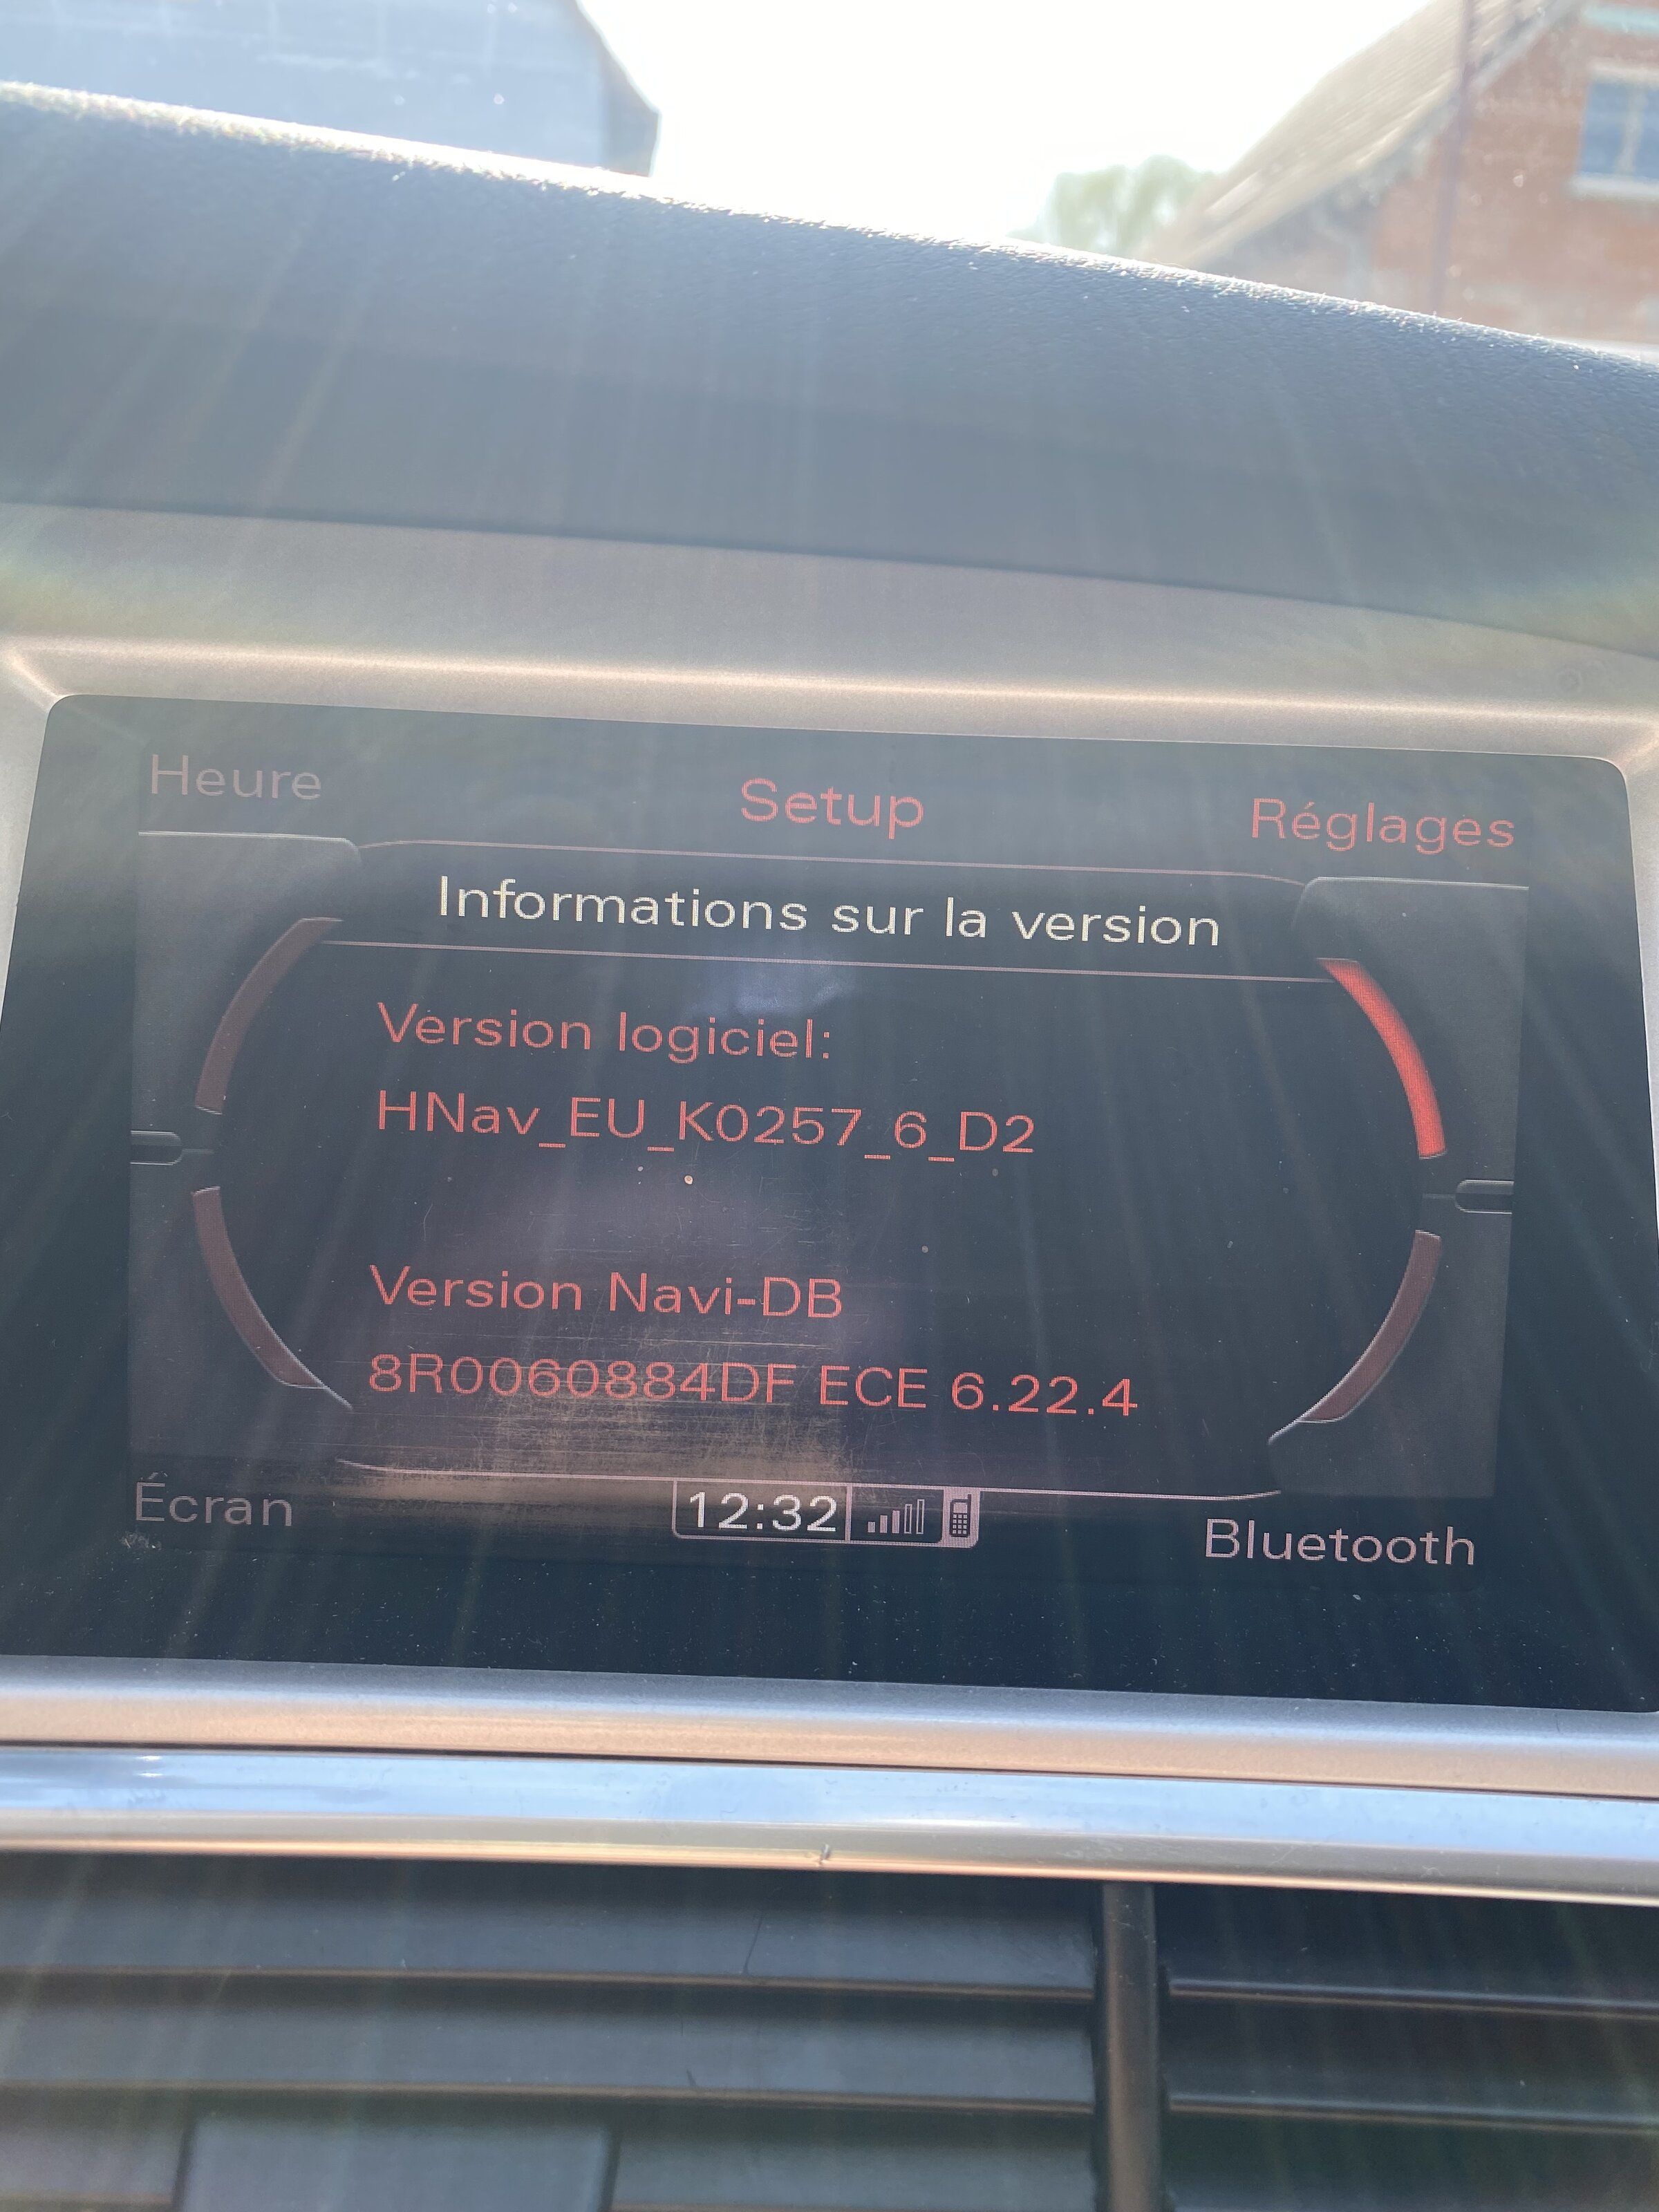 Heure
Setup
Réglages
Informations sur la version
Version logiciel:
HNav_EU_K0257_6_D2
Version Navi-DB
8R0060884DF ECE 6.22.4
Écran
12:32
Bluetooth